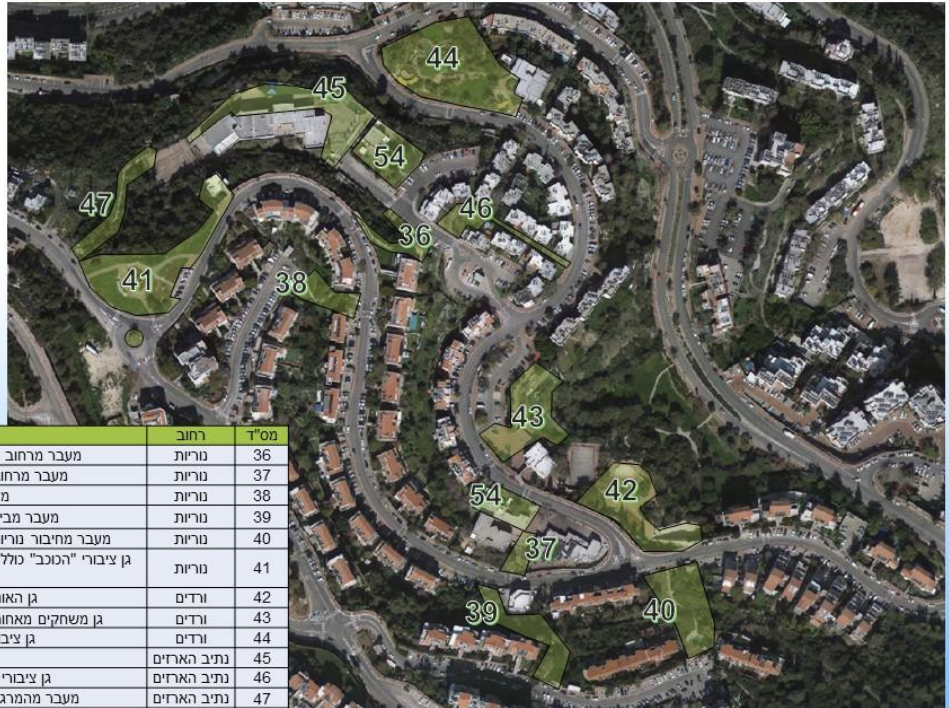 44
45
54
47
46
36
41
38
43
42
54
37
39
40
מס"ד רחוב
36 נוריות מעבר מרחוב
37 נוריות מעבר מרחוב
38 נוריות
39 נוריות מעבר מבי
40 נוריות מעבר מחיבור נוריו
41 נוריות גן ציבורי "הכוכב" כולל
42 ורדים גן האו
43 ורדים גן משחקים מאחו
44 ורדים גן ציבו
45 נתיב הארזים
46 נתיב הארזים גן ציבורי
47 נתיב הארזים מעבר מהמרג